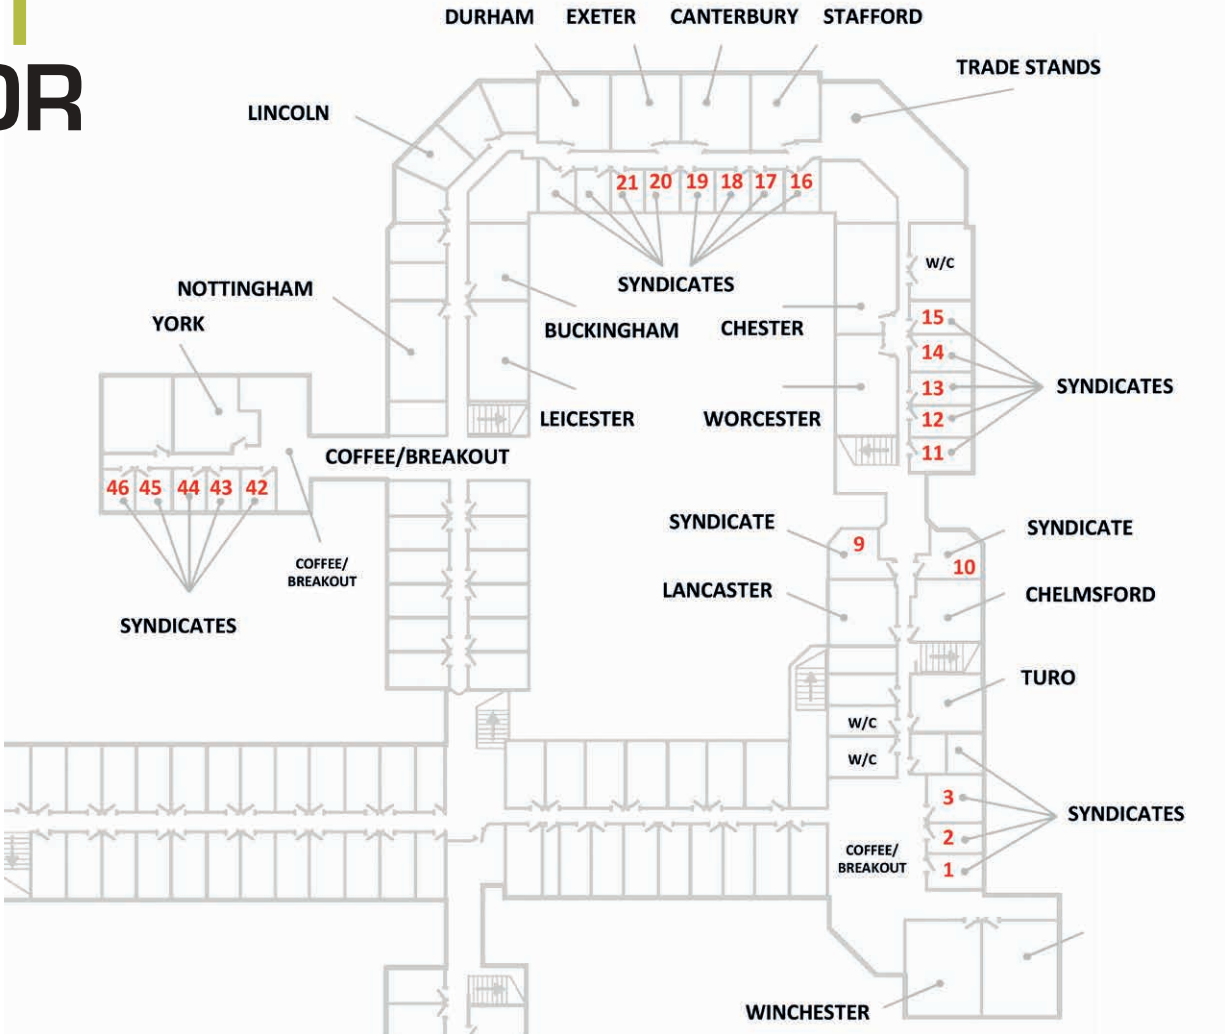 DURHAM EXETER CANTERBURY STAFFORD
OR
TRADE STANDS
LINCOLN
21 20 19 18 17 16
SYNDICATES
W/C
NOTTINGHAM
YORK
BUCKINGHAM CHESTER
15
14
13
12
11
SYNDICATES
LEICESTER WORCESTER
COFFEE/BREAKOUT
46 45 44 43 42
COFFEE/
BREAKOUT
SYNDICATES
SYNDICATE
9
SYNDICATE
10
LANCASTER
CHELMSFORD
TURO
W/C
W/C
3
2
1
SYNDICATES
COFFEE/
BREAKOUT
WINCHESTER